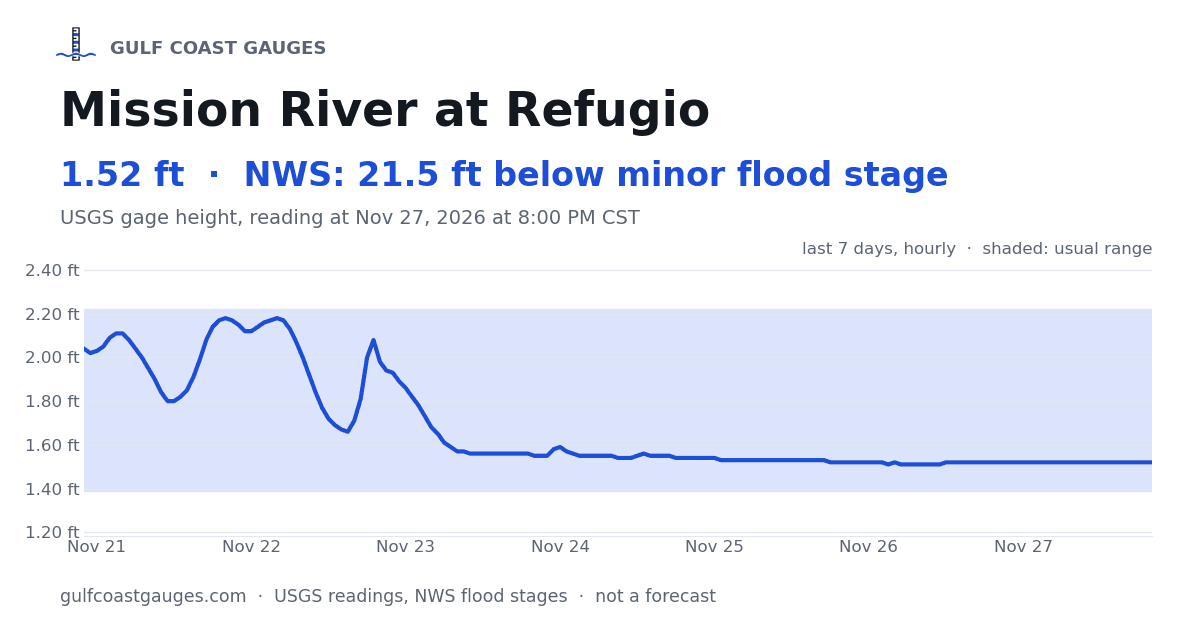 GULF COAST GAUGES
Mission River at Refugio
1.52 ft · NWS: 21.5 ft below minor flood stage
USGS gage height, reading at Nov 27, 2026 at 8:00 PM CST
last 7 days, hourly · shaded: usual range
2.40 ft
2.20 ft
2.00 ft
1.80 ft
1.60 ft
1.40 ft
1.20 ft
Nov 21 Nov 22 Nov 23 Nov 24 Nov 25 Nov 26 Nov 27
gulfcoastgauges.com · USGS readings, NWS flood stages · not a forecast